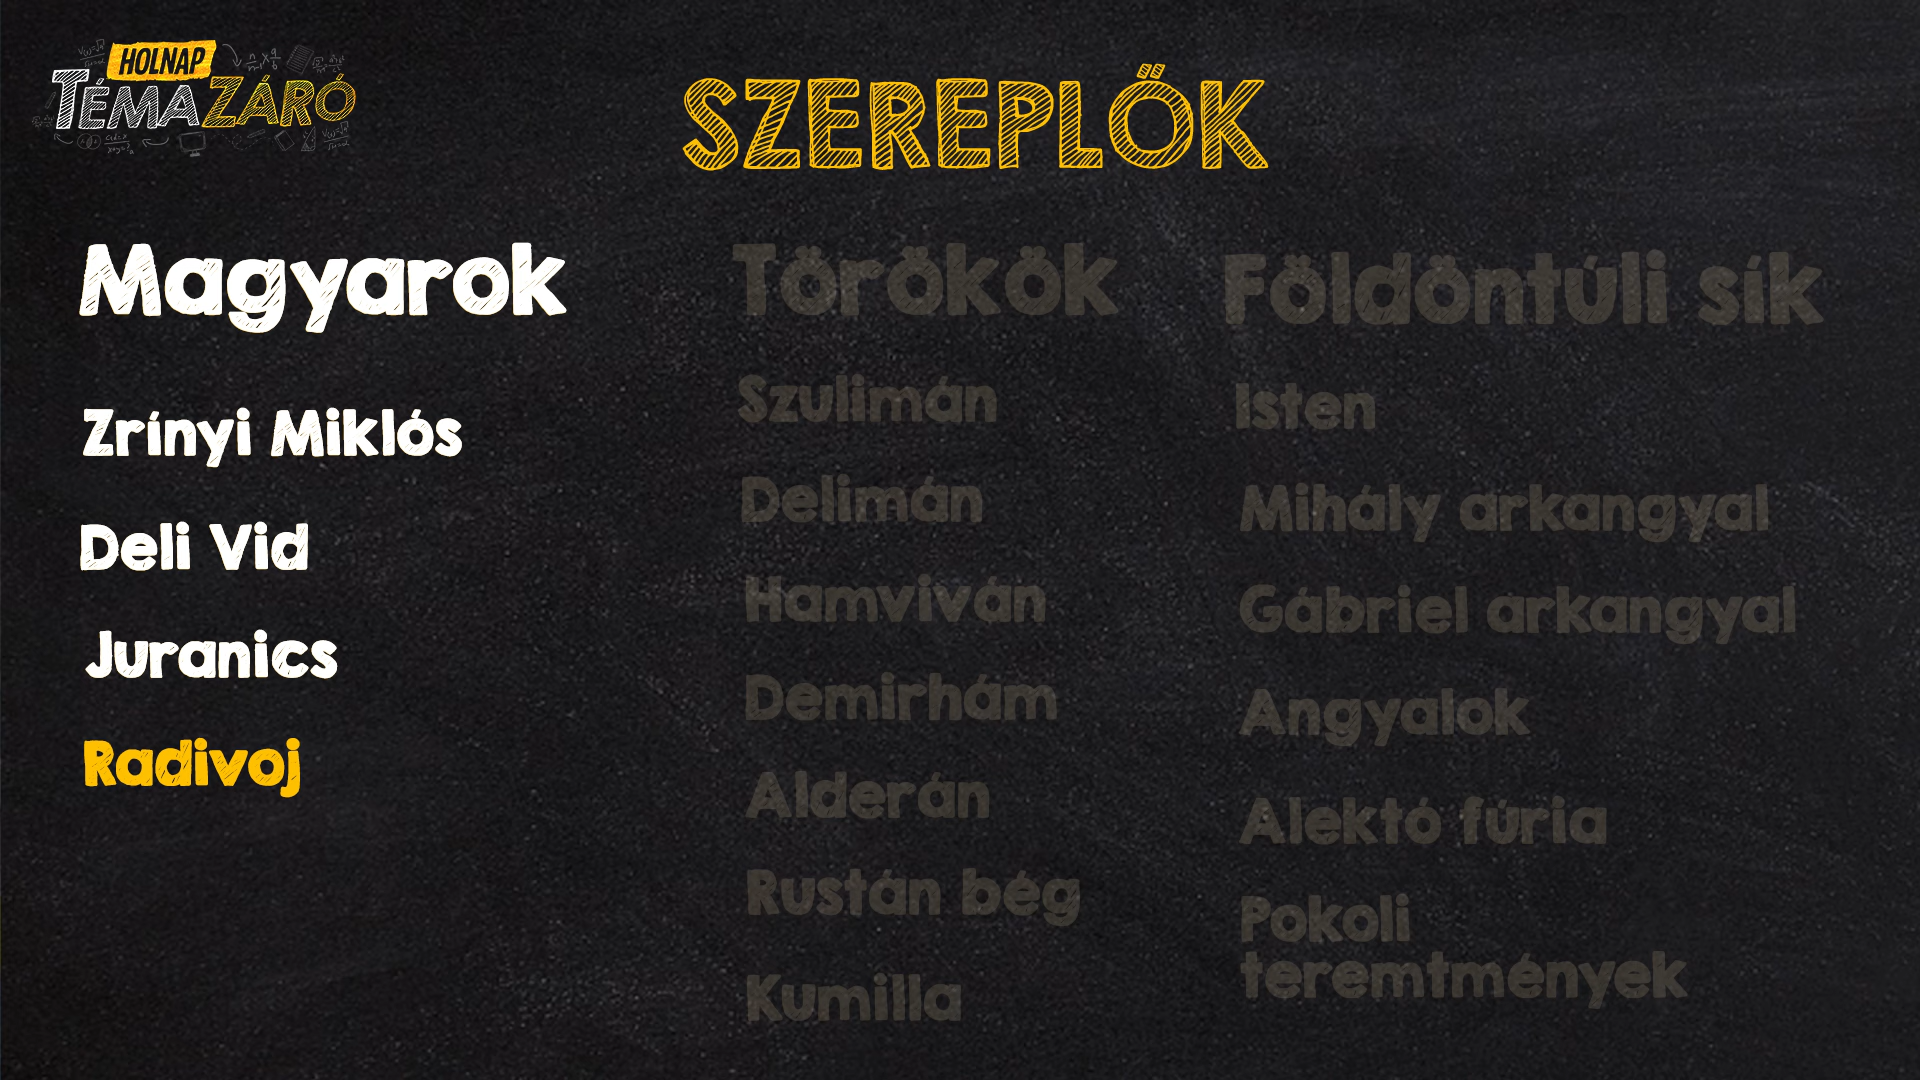 HOLNAP
TÉMAZÁRÓ
SZEREPLŐK
Magyarok
Zrínyi Miklós
Deli Vid
Juranics
Radivoj
Törökök
Szulimán
Delimán
Hamviván
Demirhám
Alderán
Rustán bég
Kumilla
Földöntúli sík
Isten
Mihály arkangyal
Gábriel arkangyal
Angyalok
Alektó fúria
Pokoli
teremtmények